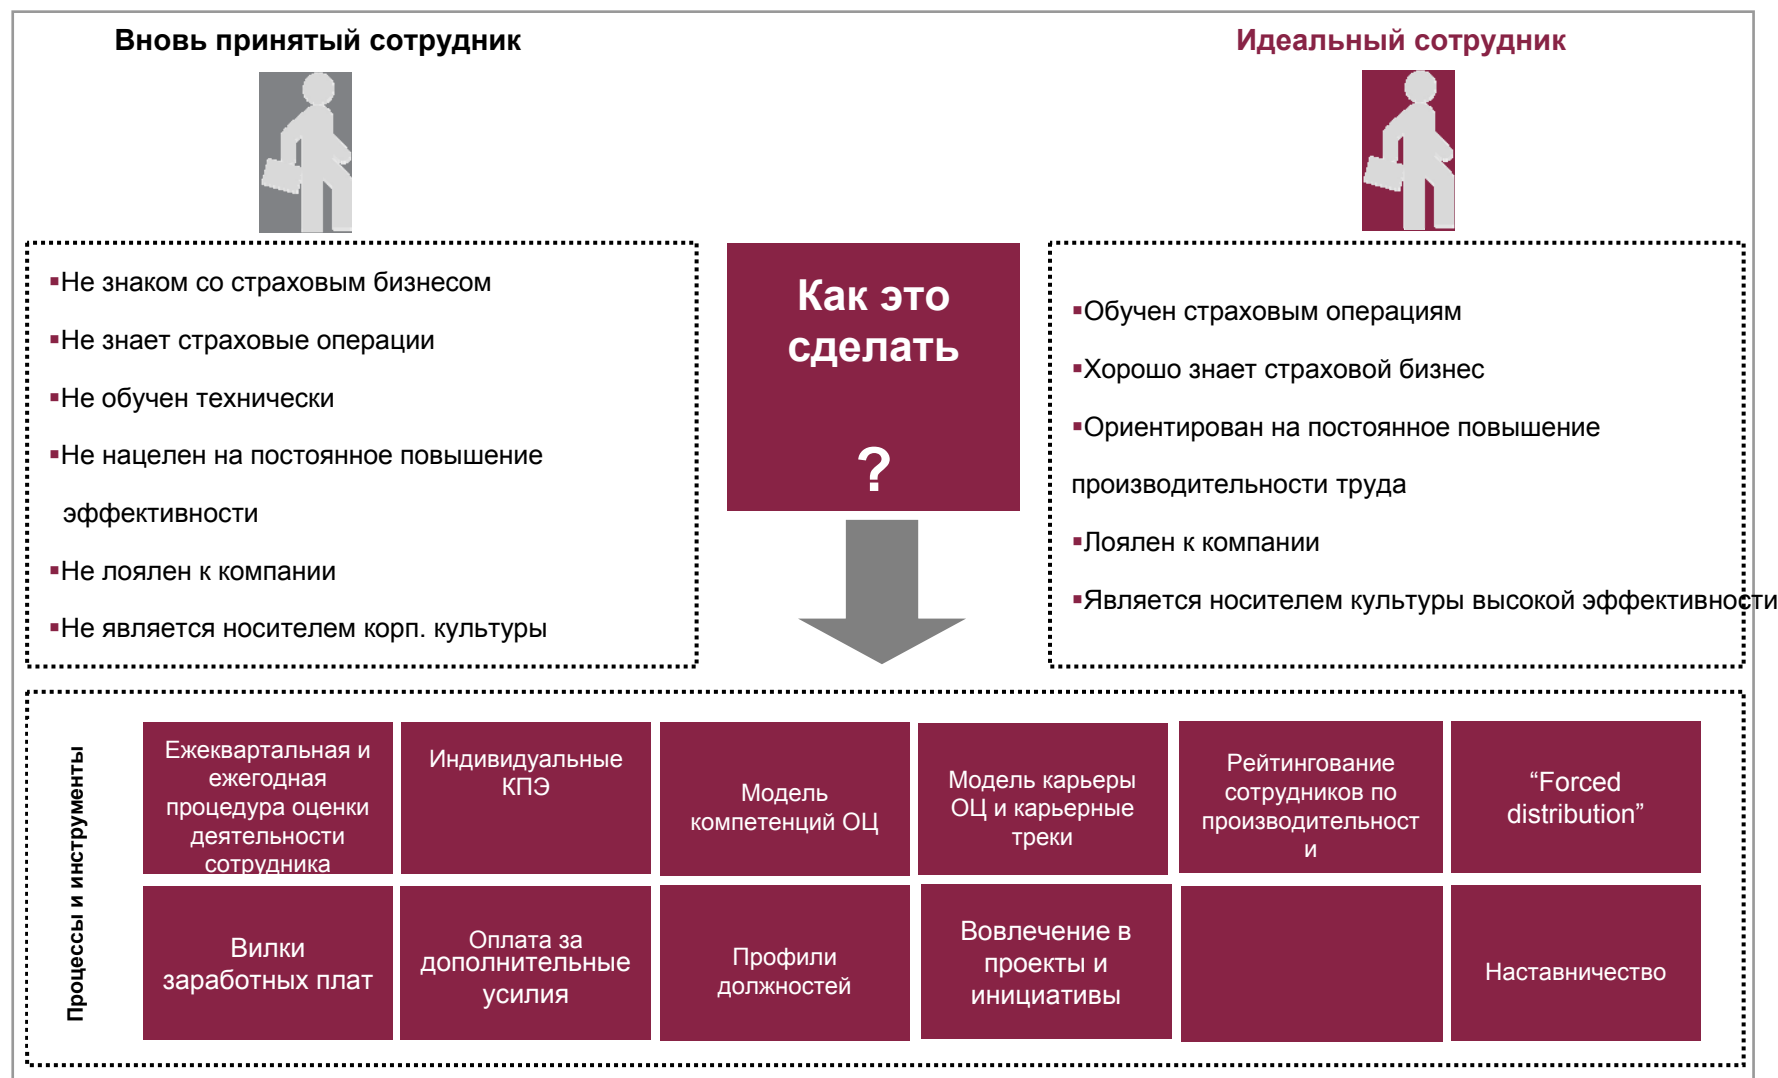 Вновь принятый сотрудник
Идеальный сотрудник
▪Не знаком со страховым бизнесом
▪Не знает страховые операции
▪Не обучен технически
▪Не нацелен на постоянное повышение
эффективности
▪Не лоялен к компании
▪Не является носителем корп. культуры
Как это
сделать
?
▪Обучен страховым операциям
▪Хорошо знает страховой бизнес
▪Ориентирован на постоянное повышение
производительности труда
▪Лоялен к компании
▪Является носителем культуры высокой эффективности
Процессы и инструменты
Ежеквартальная и
ежегодная
процедура оценки
деятельности
сотрудника
Индивидуальные
КПЭ
Модель
компетенций ОЦ
Модель карьеры
ОЦ и карьерные
треки
Рейтингование
сотрудников по
производительност
и
“Forced
distribution”
Вилки
заработных плат
Оплата за
дополнительные
усилия
Профили
должностей
Вовлечение в
проекты и
инициативы
Наставничество